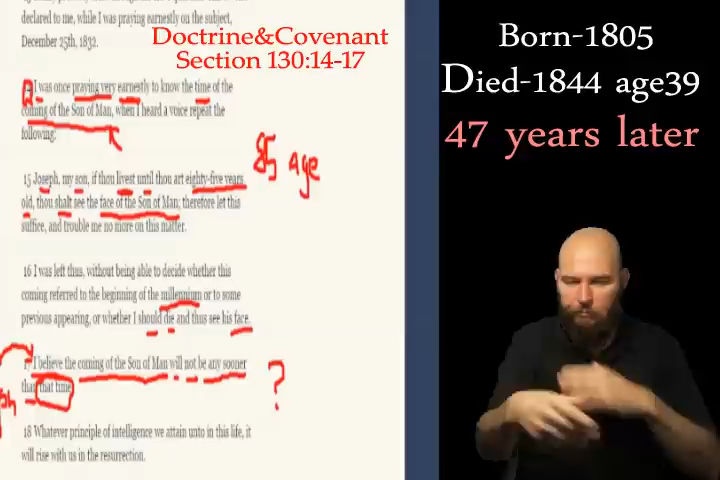 declared to me, while I was praying earnestly on the subject,
December 25th, 1832.
Doctrine&Covenant
Section 130:14-17
I was once praying very earnestly to know the time of the
coming of the Son of Man, when I heard a voice repeat the
following:
15 Joseph, my son, if thou livest until thou art eighty-five years
old, thou shalt see the face of the Son of Man; therefore let this
suffice, and trouble me no more on this matter.
85 age
16 I was left thus, without being able to decide whether this
coming referred to the beginning of the millennium or to some
previous appearing, or whether I should die and thus see his face.
I believe the coming of the Son of Man will not be any sooner
than that time.
?
18 Whatever principle of intelligence we attain unto in this life, it
will rise with us in the resurrection.
Born-1805
Died-1844 age39
47 years later